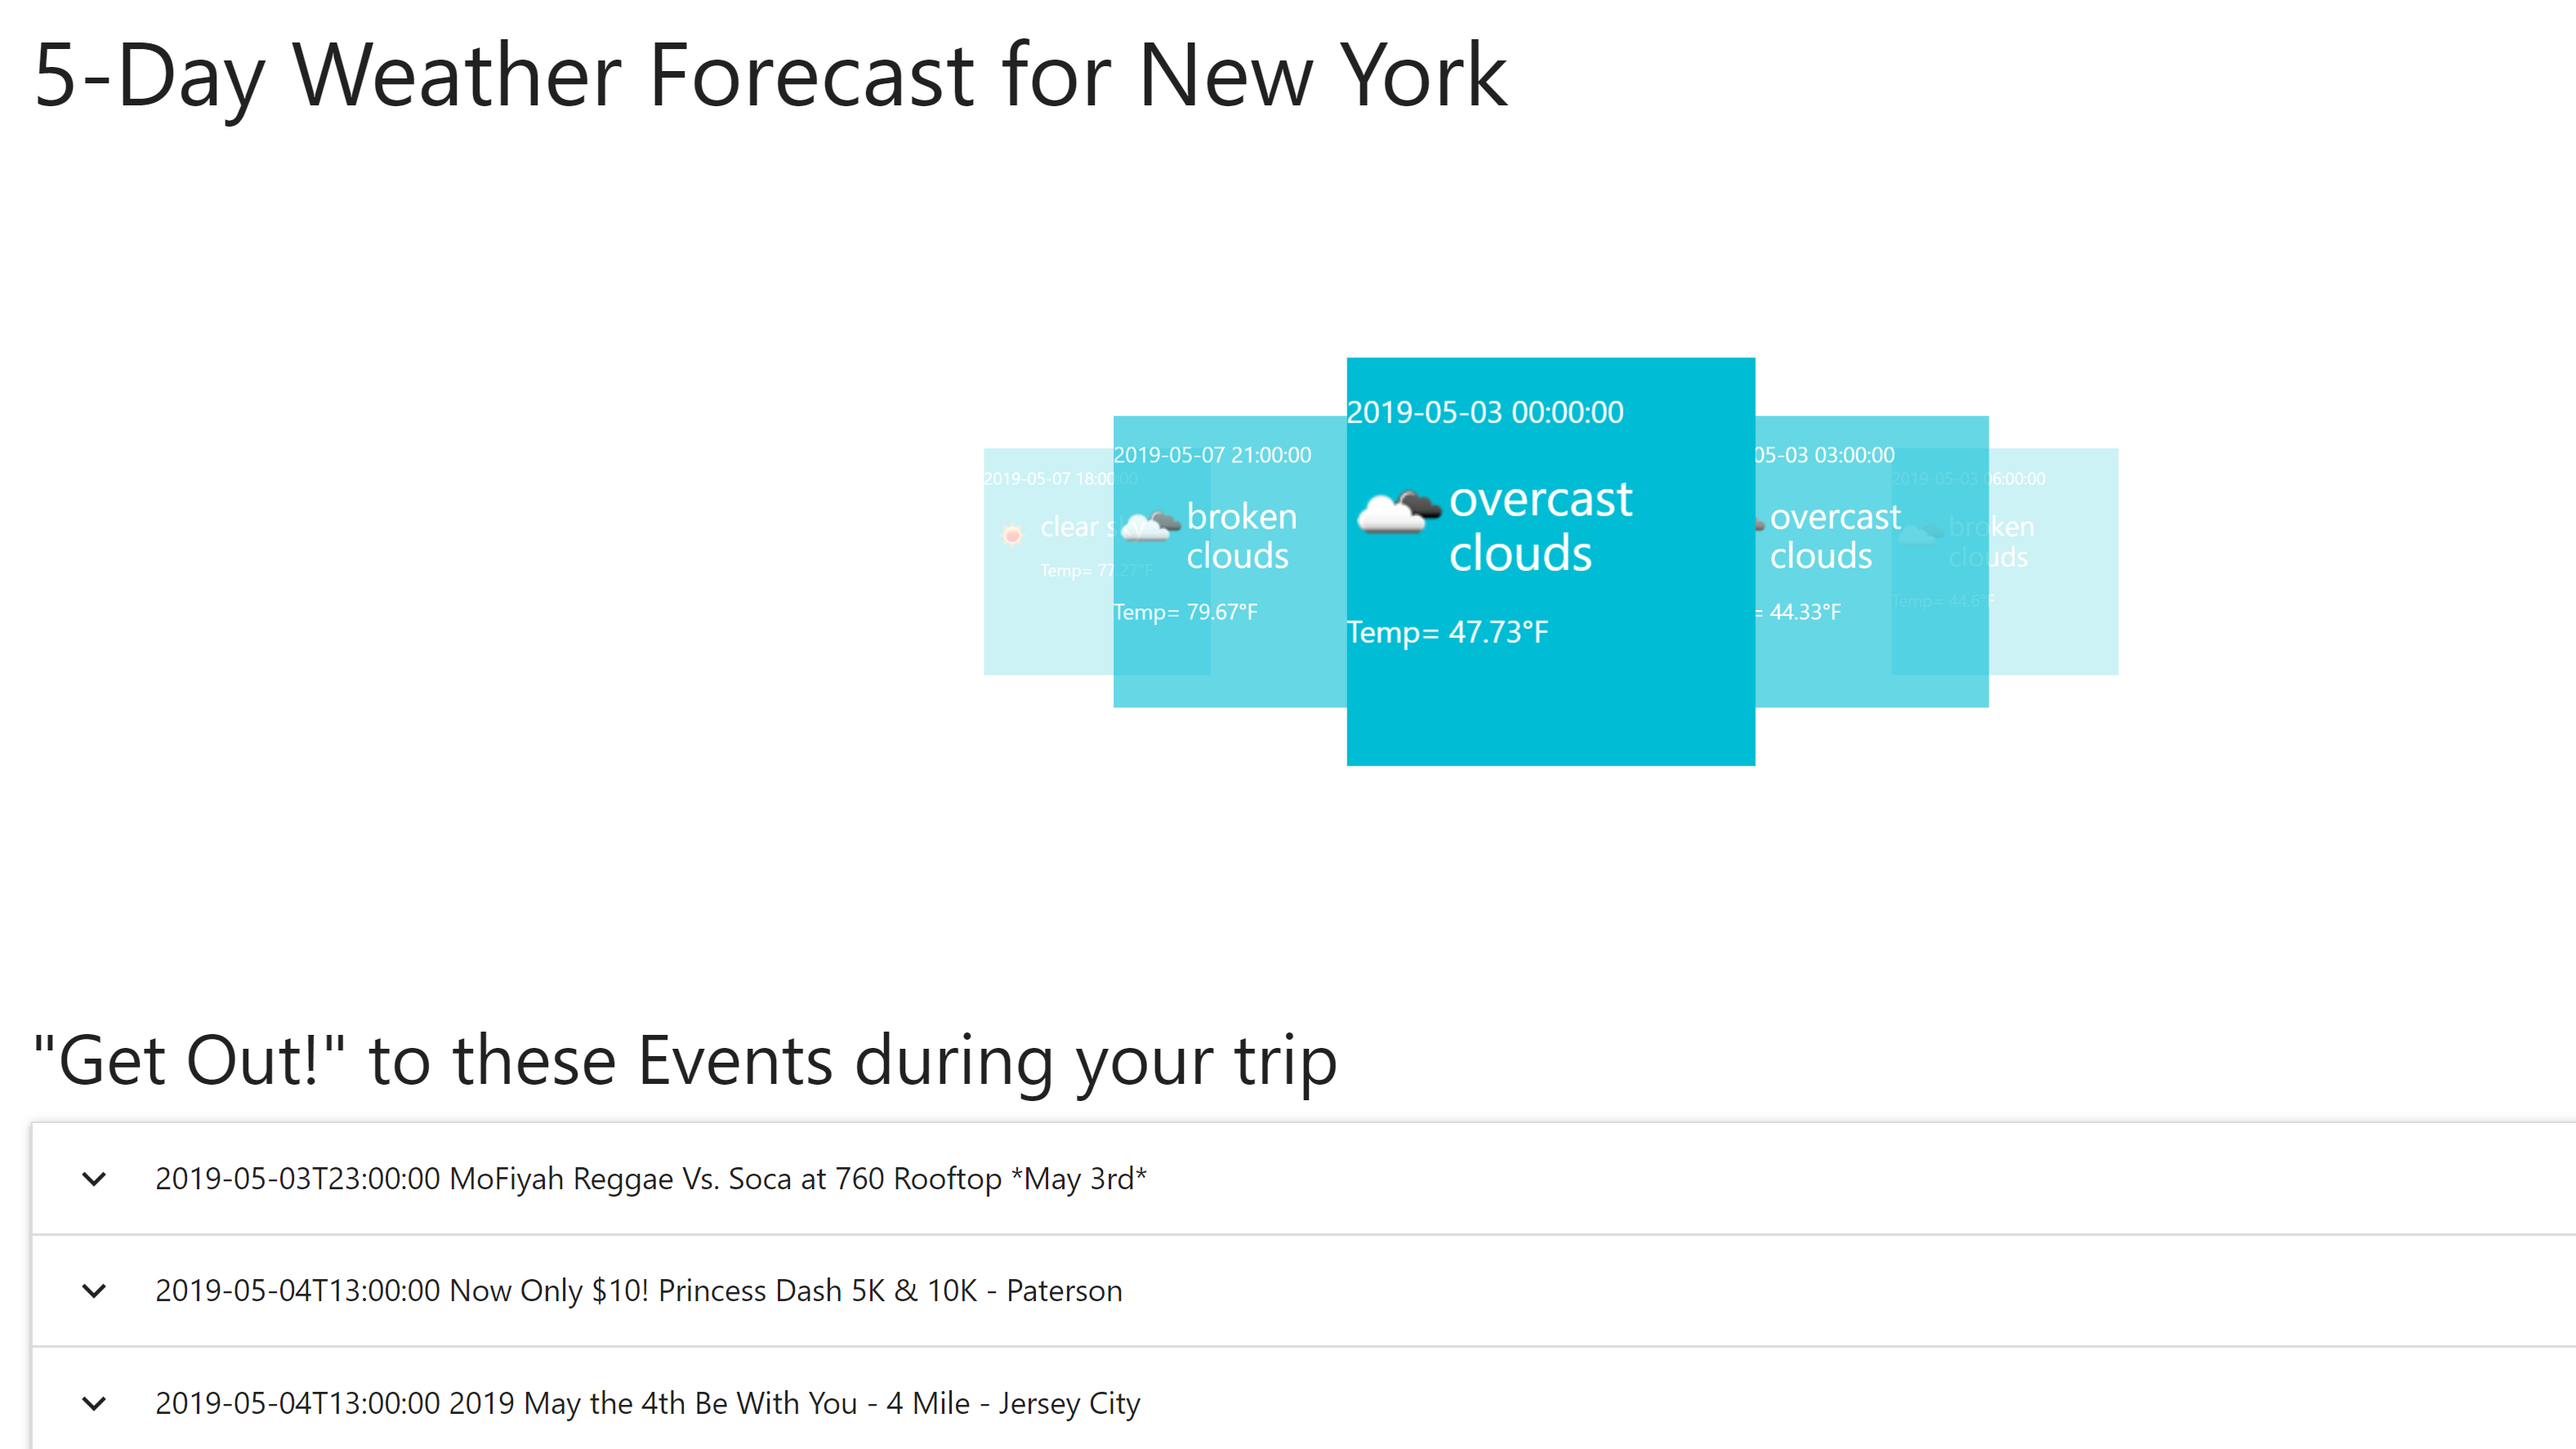 5-Day Weather Forecast for New York
2019-05-07 18:00:00
clear sky
Temp= 77.27°F
2019-05-07 21:00:00
broken
clouds
Temp= 79.67°F
2019-05-03 00:00:00
overcast
clouds
Temp= 47.73°F
05-03 03:00:00
overcast
clouds
= 44.33°F
2019-05-03 06:00:00
broken
clouds
Temp= 44.6°F
"Get Out!" to these Events during your trip
2019-05-03T23:00:00 MoFiyah Reggae Vs. Soca at 760 Rooftop *May 3rd*
2019-05-04T13:00:00 Now Only $10! Princess Dash 5K & 10K - Paterson
2019-05-04T13:00:00 2019 May the 4th Be With You - 4 Mile - Jersey City